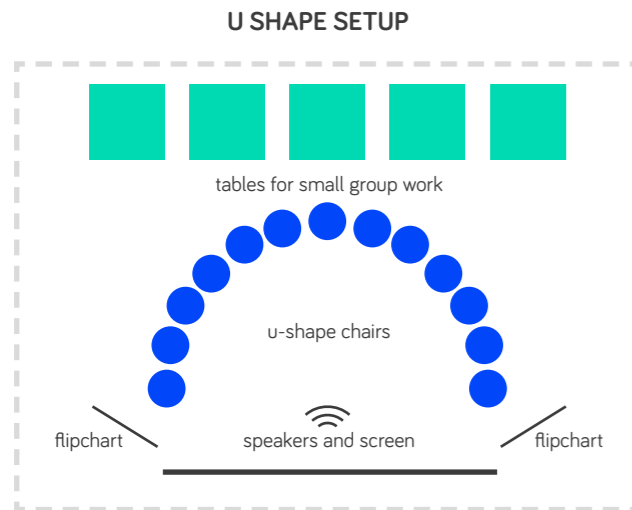 U SHAPE SETUP
tables for small group work
u-shape chairs
flipchart
speakers and screen
flipchart